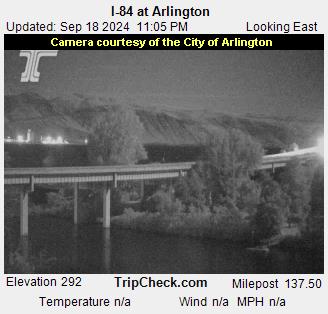 I-84 at Arlington
Updated: Sep 18 2024 11:05 PM Looking East
Camera courtesy of the City of Arlington
Elevation 292 TripCheck.com Milepost 137.50
Temperature n/a Wind n/a MPH n/a